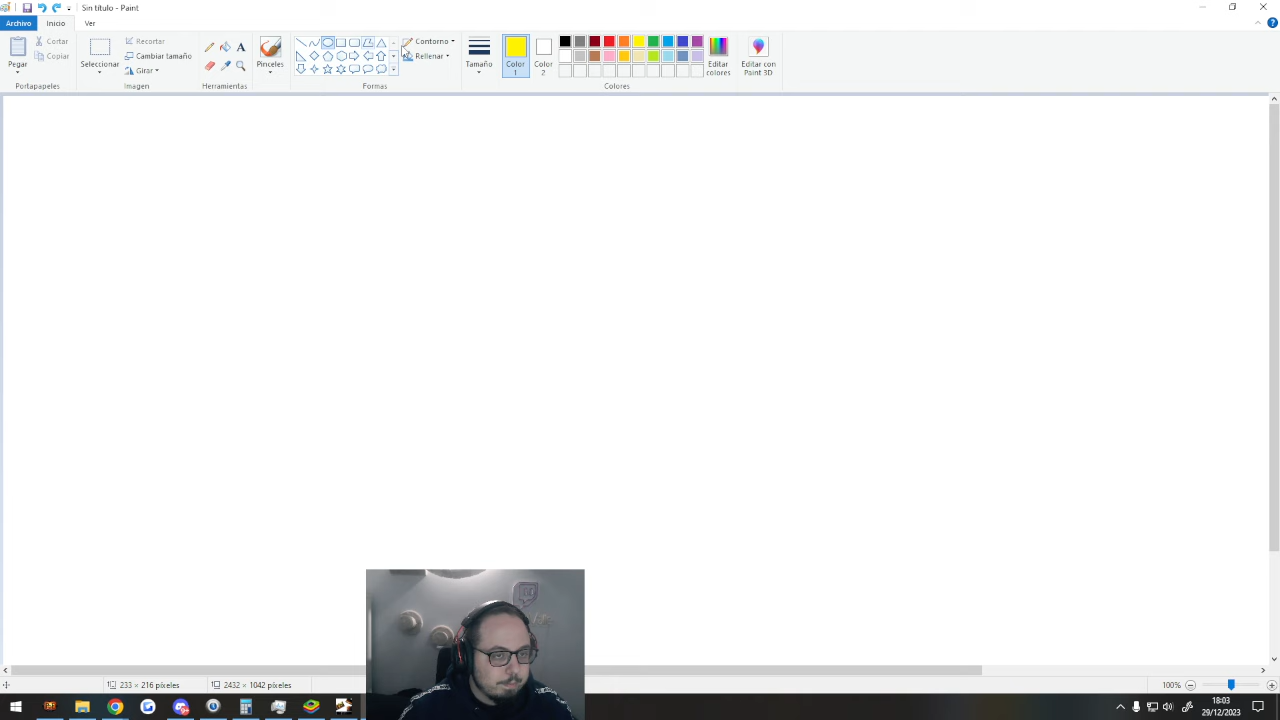 Sin título - Paint
Archivo
Inicio
Ver
Pegar
Cortar
Copiar
Portapapeles
Seleccionar
Recortar
Cambiar tamaño
Girar
Imagen
A
Herramientas
Pinceles
Formas
Contorno
Rellenar
Tamaño
Color
1
Color
2
Editar
colores
Editar con
Paint 3D
Colores
233 × 216 píxeles
2432 × 1042 píxeles
100%
18:03
29/12/2023